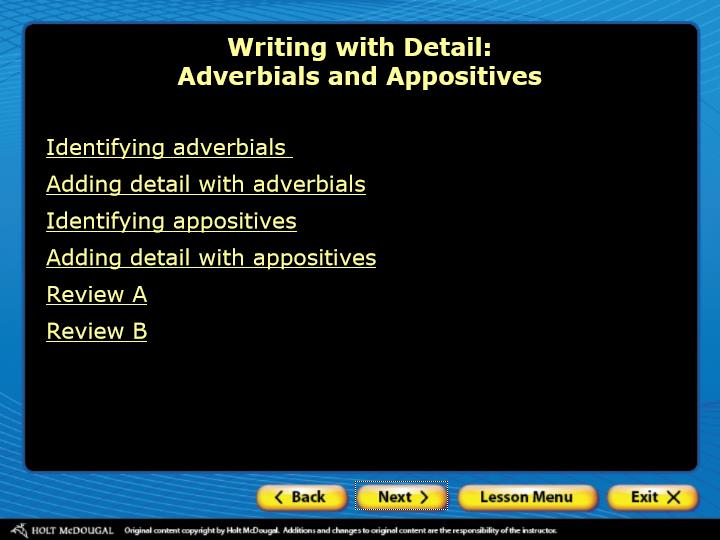 Writing with Detail:
Adverbials and Appositives
Identifying adverbials
Adding detail with adverbials
Identifying appositives
Adding detail with appositives
Review A
Review B
Back Next Lesson Menu Exit
HOLT MCDOUGAL Original content copyright by Holt McDougal. Additions and changes to original content are the responsibility of the instructor.